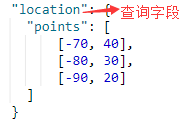 "location": { 查询字段
"points": [
[-70, 40],
[-80, 30],
[-90, 20]
]
}